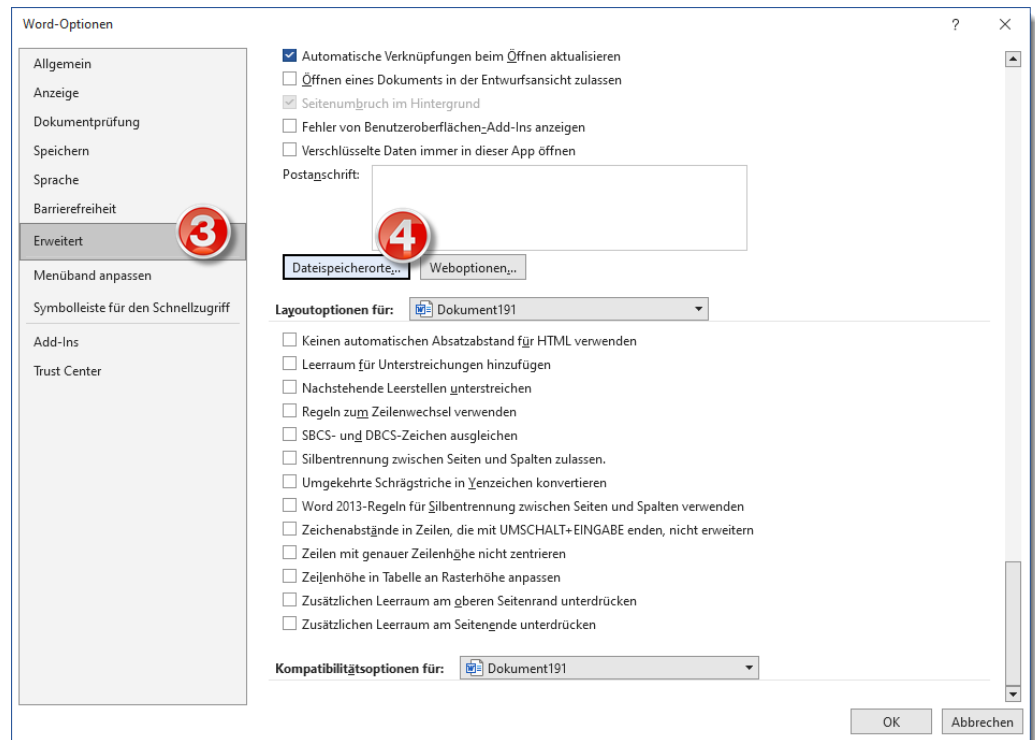 Word-Optionen
?
Allgemein
Anzeige
Dokumentprüfung
Speichern
Sprache
Barrierefreiheit
Erweitert
3
Menüband anpassen
Symbolleiste für den Schnellzugriff
Add-Ins
Trust Center
Automatische Verknüpfungen beim Öffnen aktualisieren
Öffnen eines Dokuments in der Entwurfsansicht zulassen
Seitenumbruch im Hintergrund
Fehler von Benutzeroberflächen-Add-Ins anzeigen
Verschlüsselte Daten immer in dieser App öffnen
Postanschrift:
4
Dateispeicherorte... Weboptionen...
Layoutoptionen für: Dokument191
Keinen automatischen Absatzabstand für HTML verwenden
Leerraum für Unterstreichungen hinzufügen
Nachstehende Leerstellen unterstreichen
Regeln zum Zeilenwechsel verwenden
SBCS- und DBCS-Zeichen ausgleichen
Silbentrennung zwischen Seiten und Spalten zulassen.
Umgekehrte Schrägstriche in Yenzeichen konvertieren
Word 2013-Regeln für Silbentrennung zwischen Seiten und Spalten verwenden
Zeichenabstände in Zeilen, die mit UMSCHALT+EINGABE enden, nicht erweitern
Zeilen mit genauer Zeilenhöhe nicht zentrieren
Zeilenhöhe in Tabelle an Rasterhöhe anpassen
Zusätzlichen Leerraum am oberen Seitenrand unterdrücken
Zusätzlichen Leerraum am Seitenende unterdrücken
Kompatibilitätsoptionen für: Dokument191
OK Abbrechen